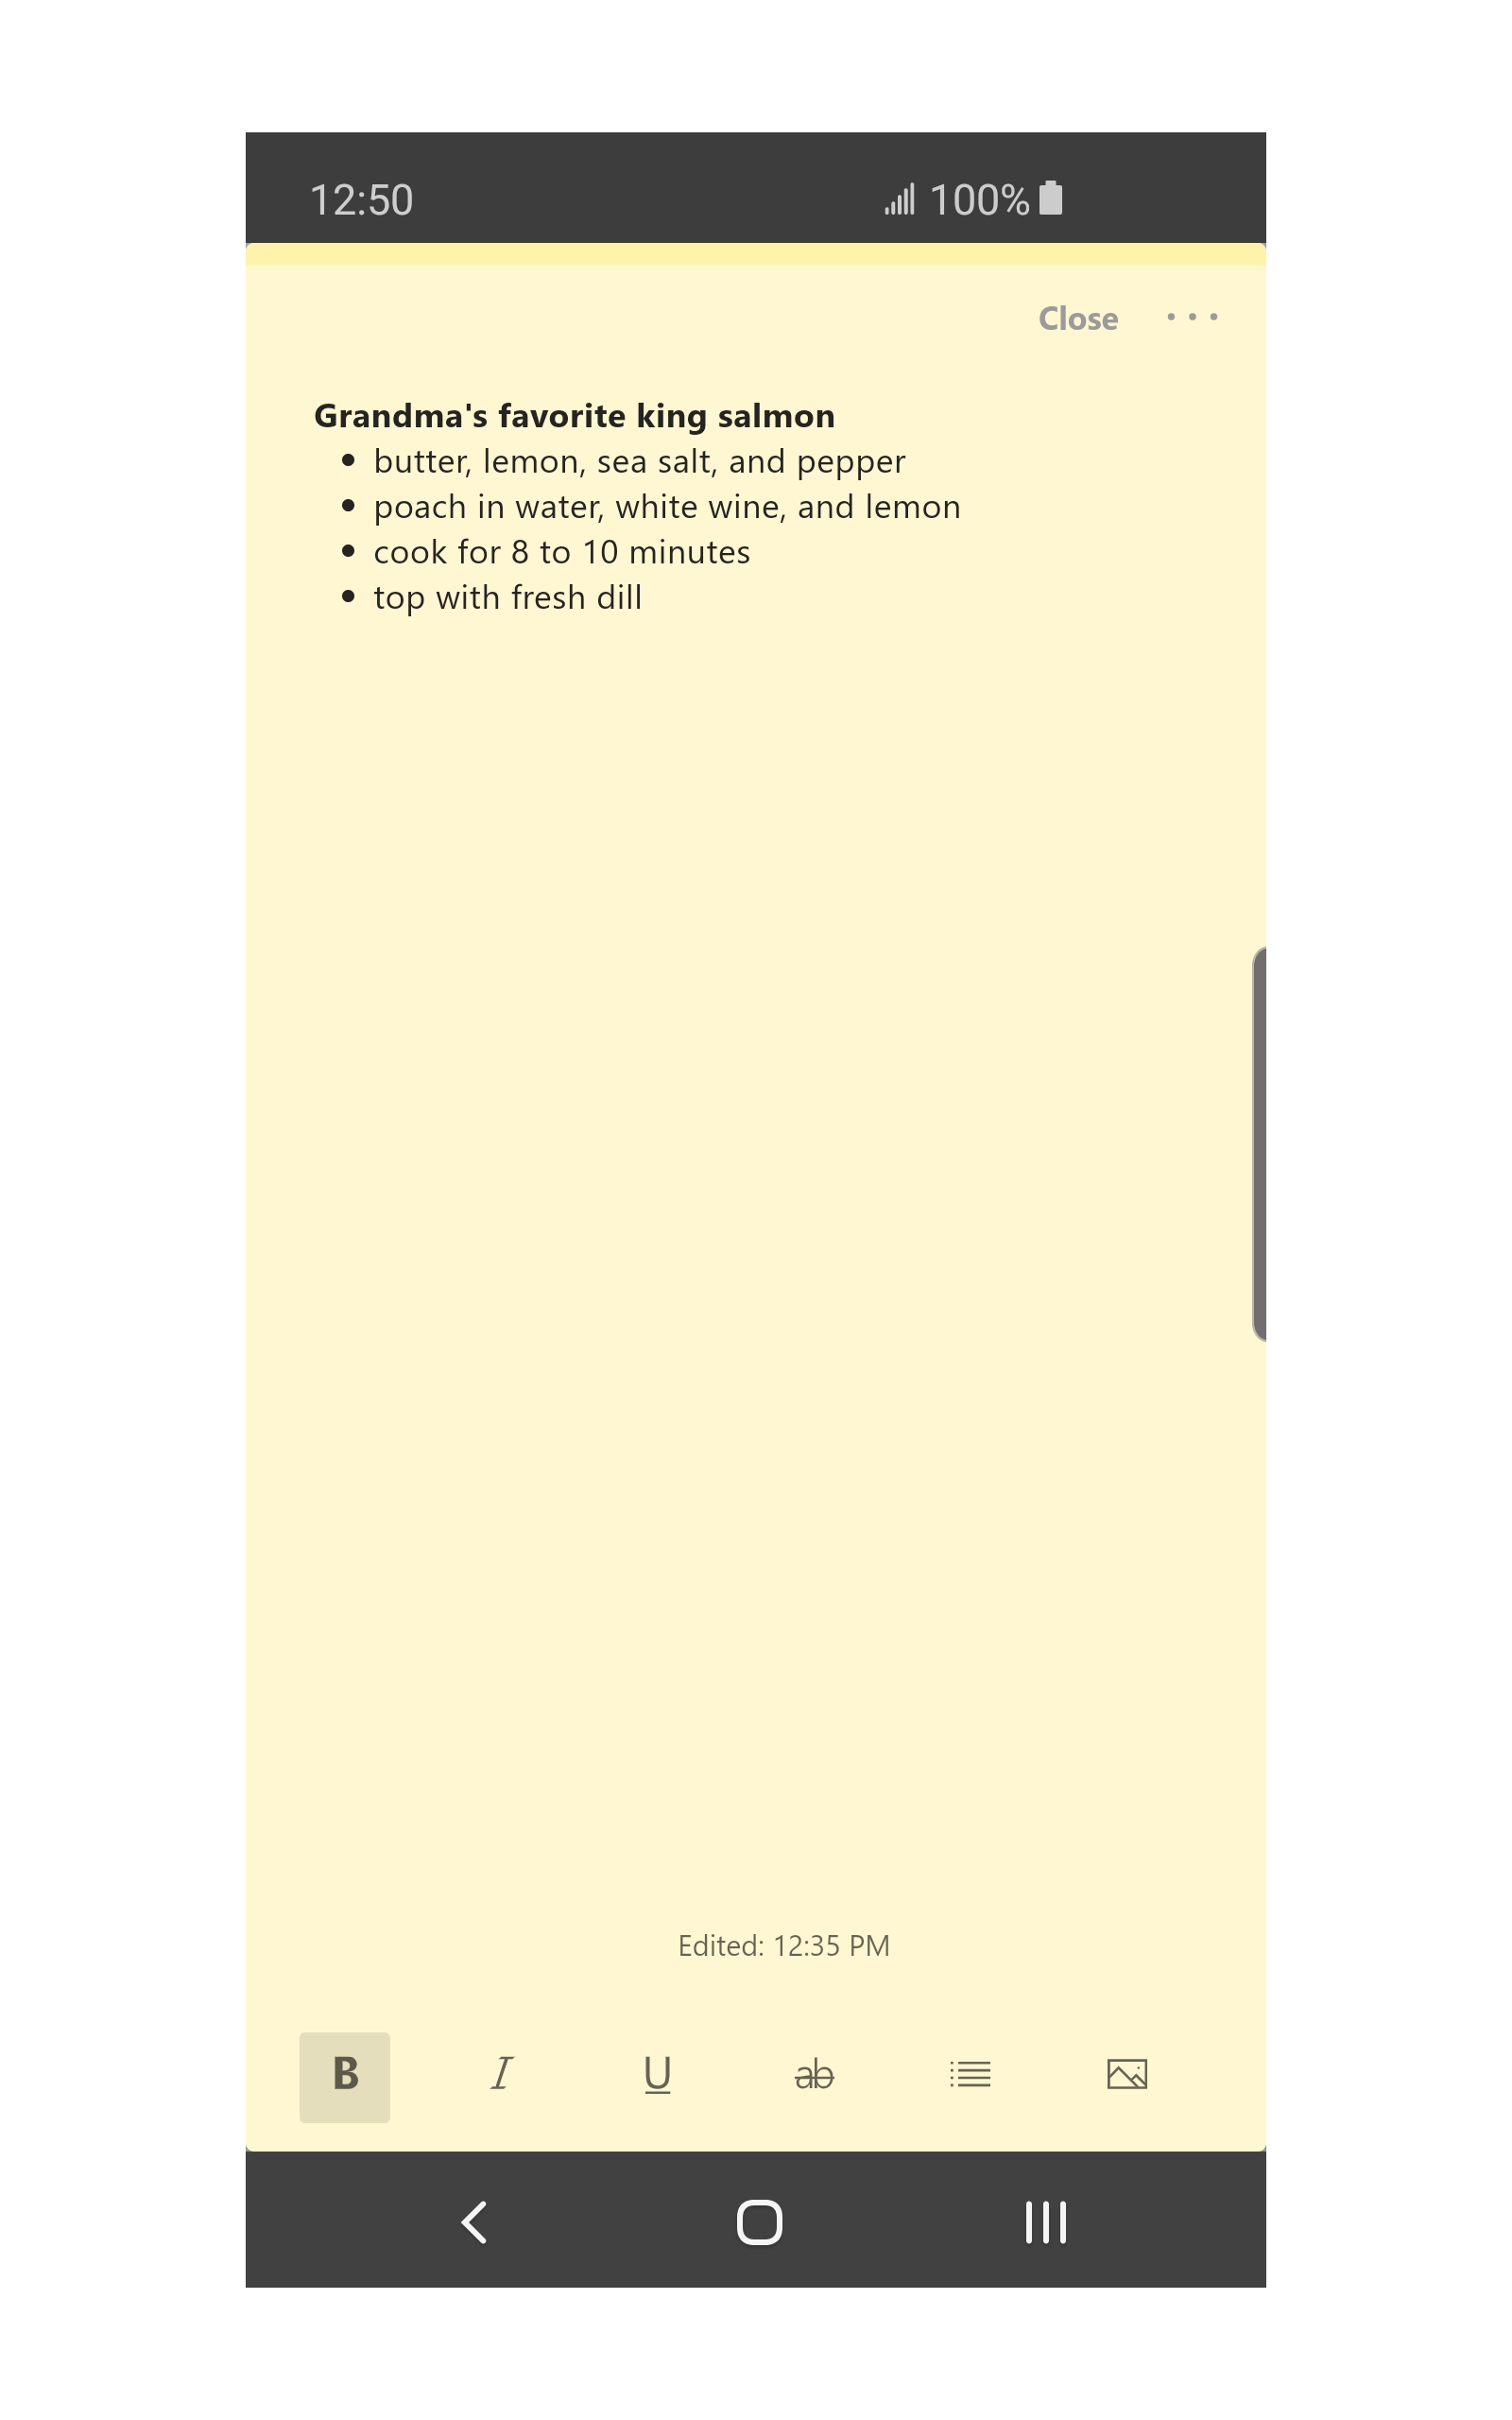 12:50 100%
Close
Grandma's favorite king salmon
• butter, lemon, sea salt, and pepper
• poach in water, white wine, and lemon
• cook for 8 to 10 minutes
• top with fresh dill
Edited: 12:35 PM
B I U ab